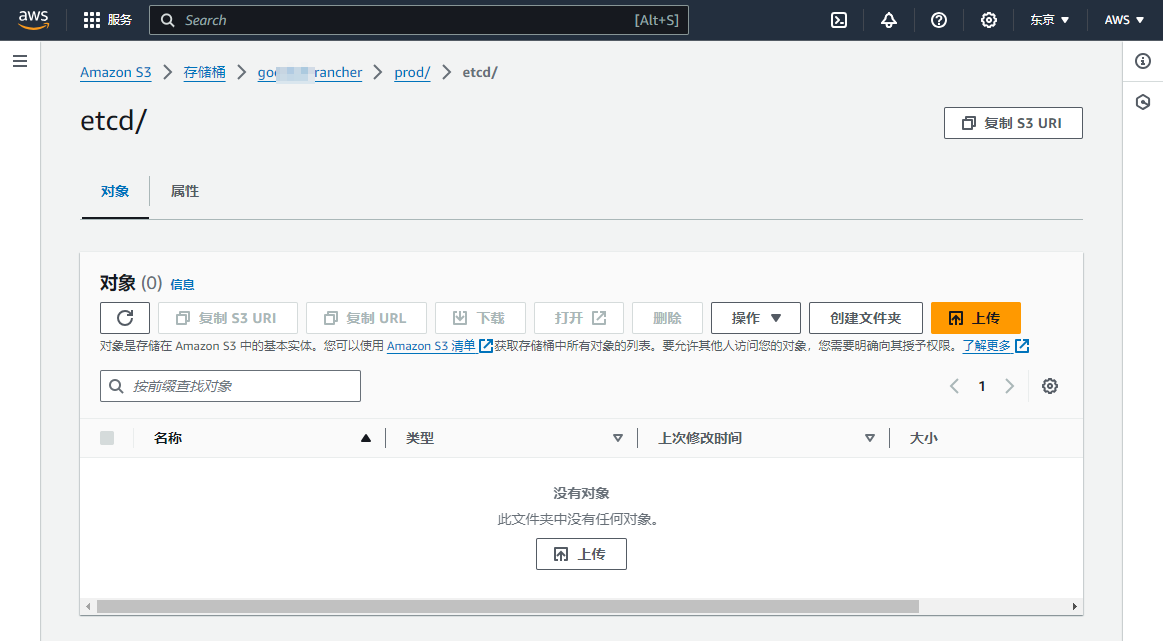 aws 服务 Search [Alt+S] 东京 AWS
Amazon S3 存储桶 go rancher prod/ etcd/
etcd/
复制 S3 URI
对象 属性
对象 (0) 信息
复制 S3 URI 复制 URL 下载 打开 删除 操作 创建文件夹 上传
对象是存储在 Amazon S3 中的基本实体。您可以使用 Amazon S3 清单 获取存储桶中所有对象的列表。要允许其他人访问您的对象，您需要明确向其授予权限。了解更多
按前缀查找对象 1
名称 类型 上次修改时间 大小
没有对象
此文件夹中没有任何对象。
上传